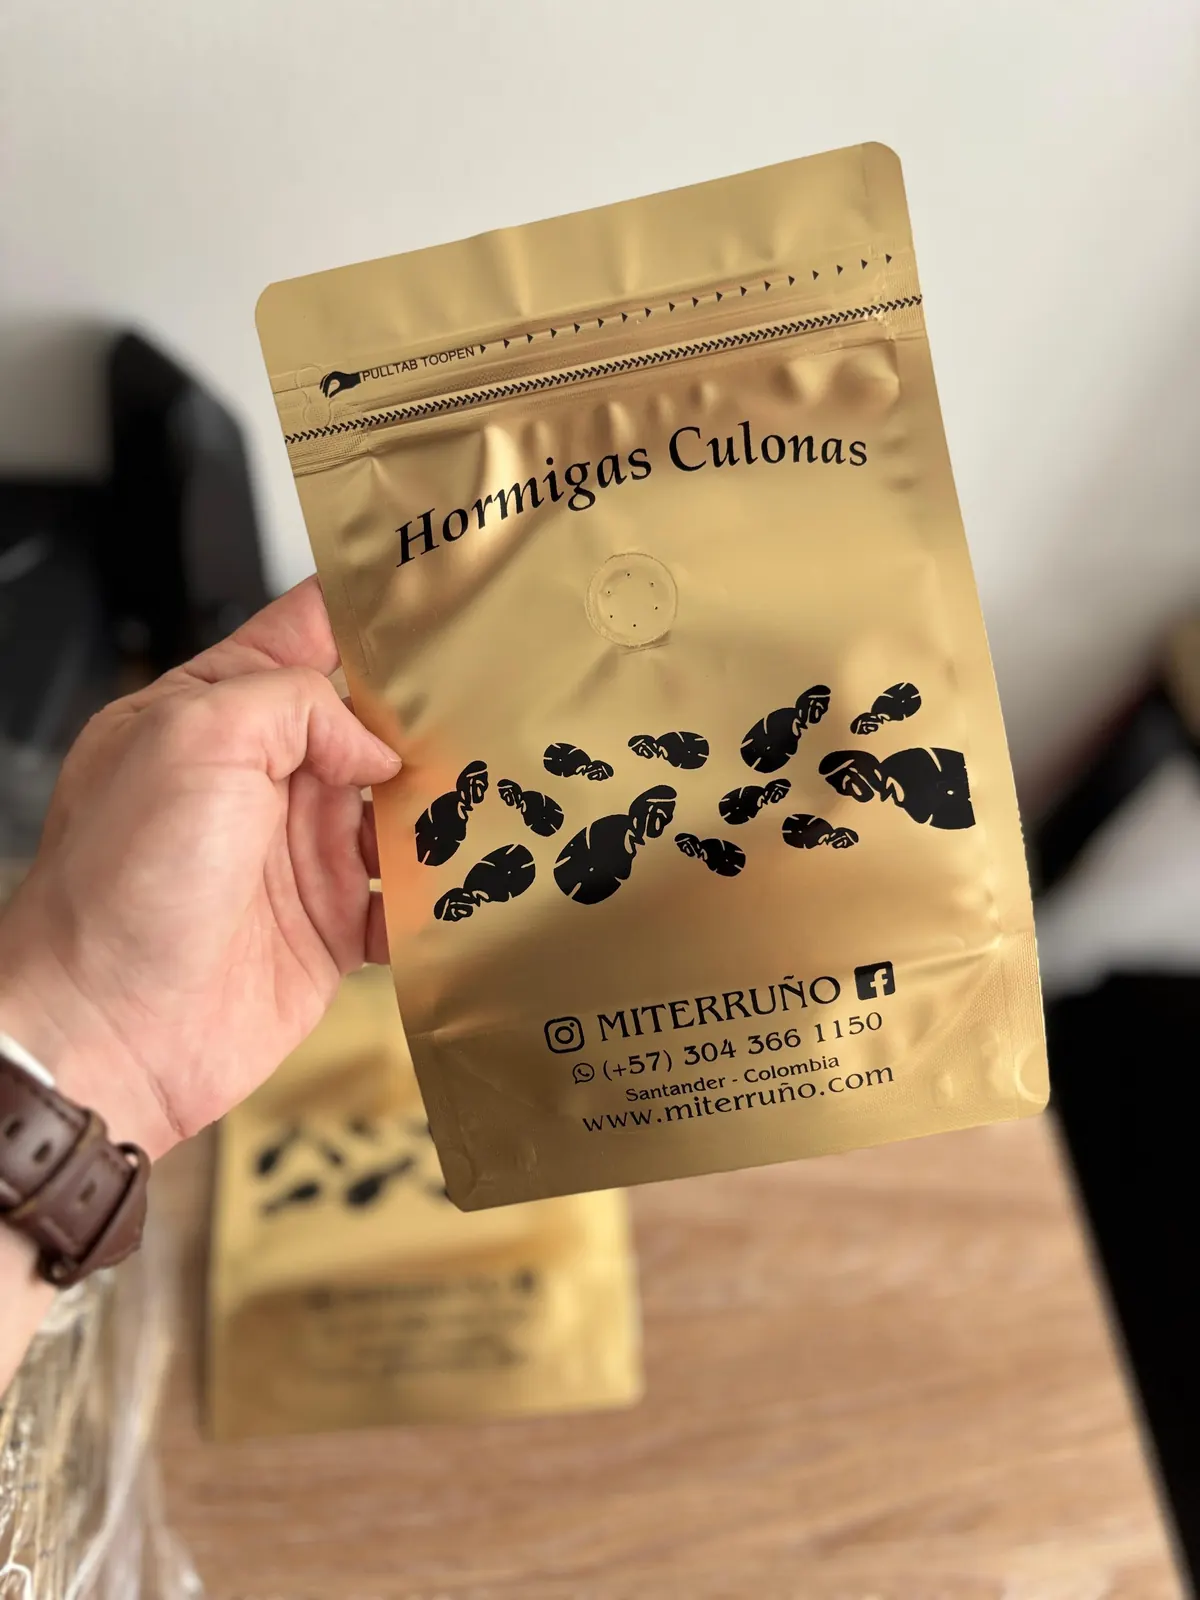 PULLTAB TOOPEN
Hormigas Culonas
MITERRUÑO
(+57) 304 366 1150
Santander - Colombia
www.miterruño.com